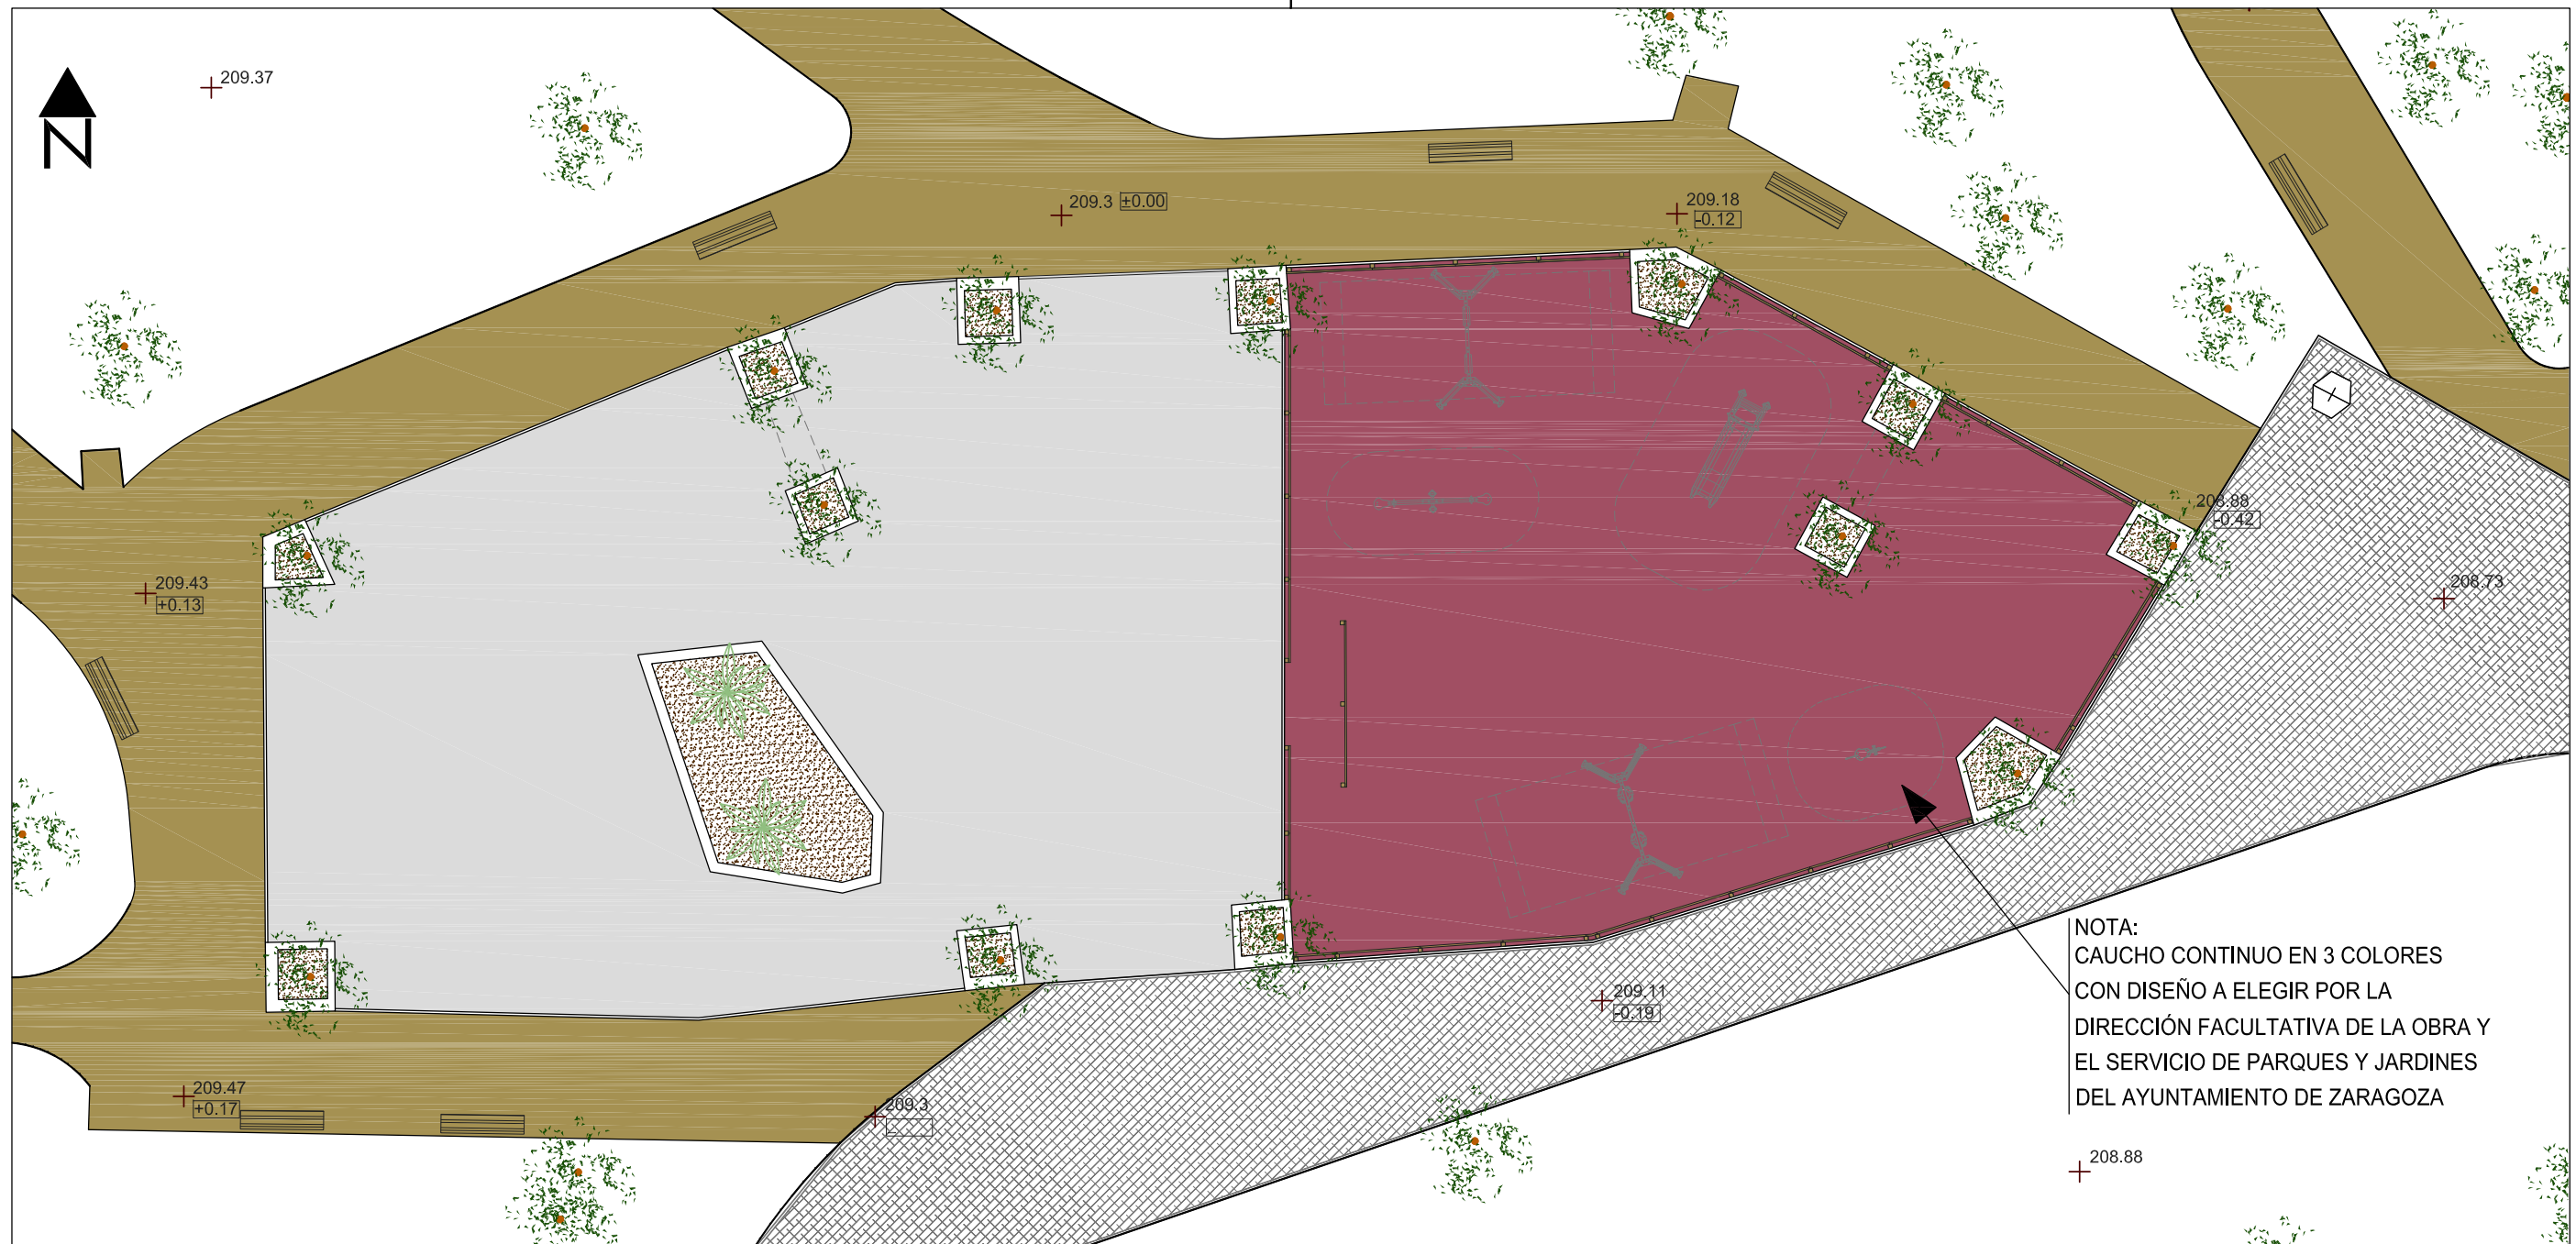 209.37
N
209.3 ±0.00
209.18
-0.12
208.88
-0.42
209.43
+0.13
208.73
NOTA:
CAUCHO CONTINUO EN 3 COLORES
CON DISEÑO A ELEGIR POR LA
DIRECCIÓN FACULTATIVA DE LA OBRA Y
EL SERVICIO DE PARQUES Y JARDINES
DEL AYUNTAMIENTO DE ZARAGOZA
209.11
-0.19
209.47
+0.17
209.3
208.88